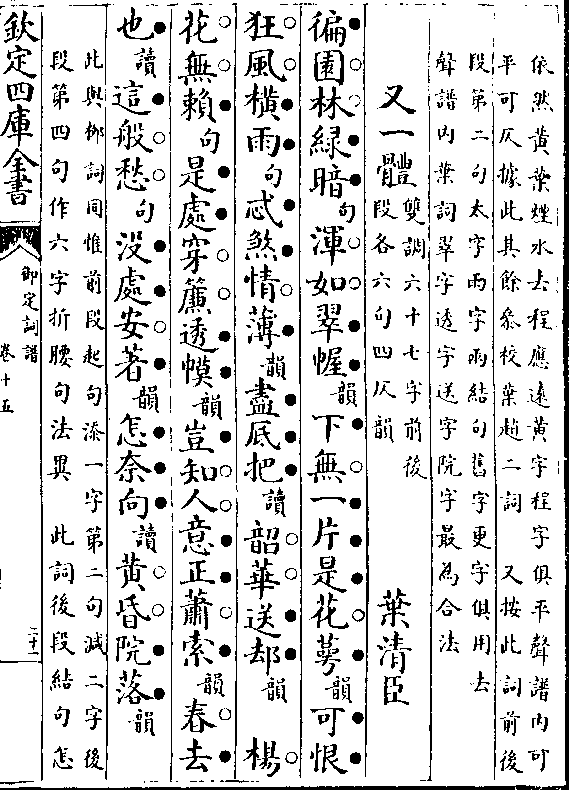 依然黄葉煙水去程應遠黄字程字俱平聲譜内可
平可仄據此其餘叅校葉趙二詞 又按此詞前後
段第二句太字雨字兩結句舊字更字俱用去
聲譜内葉詞翠字透字送字院字最為合法
又一體 雙調六十七字前後段各六句四仄韻 葉清臣
徧園林緑暗句渾如翠幄韻下無一片是花萼韻可恨
狂風横雨句忒煞情薄韻盡底把讀韶華送却韻 楊
花無賴句是處穿簾透幙韻豈知人意正蕭索韻春去
也讀這般愁句没處安著韻怎奈向讀黄昏院落韻
此與栁詞同惟前段起句添一字第二句減二字後
段第四句作六字折腰句法異 此詞後段結句怎
欽定四庫全書
御定詞譜
卷十五
二十一